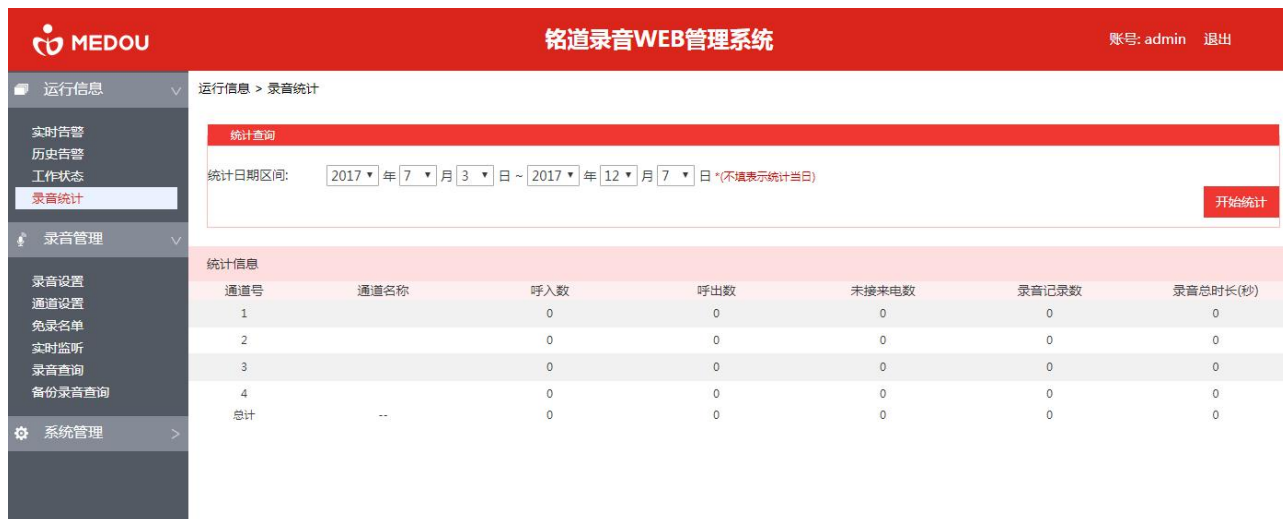 MEDOU
铭道录音WEB管理系统
账号: admin 退出
运行信息
实时告警
历史告警
工作状态
录音统计
录音管理
录音设置
通道设置
免录名单
实时监听
录音查询
备份录音查询
系统管理 >
运行信息 > 录音统计
统计查询
统计日期区间: 2017 年 7 月 3 日 ~ 2017 年 12 月 7 日 *(不填表示统计当日)
开始统计
统计信息
通道号 通道名称 呼入数 呼出数 未接来电数 录音记录数 录音总时长(秒)
1 0 0 0 0 0
2 0 0 0 0 0
3 0 0 0 0 0
4 0 0 0 0 0
总计 -- 0 0 0 0 0